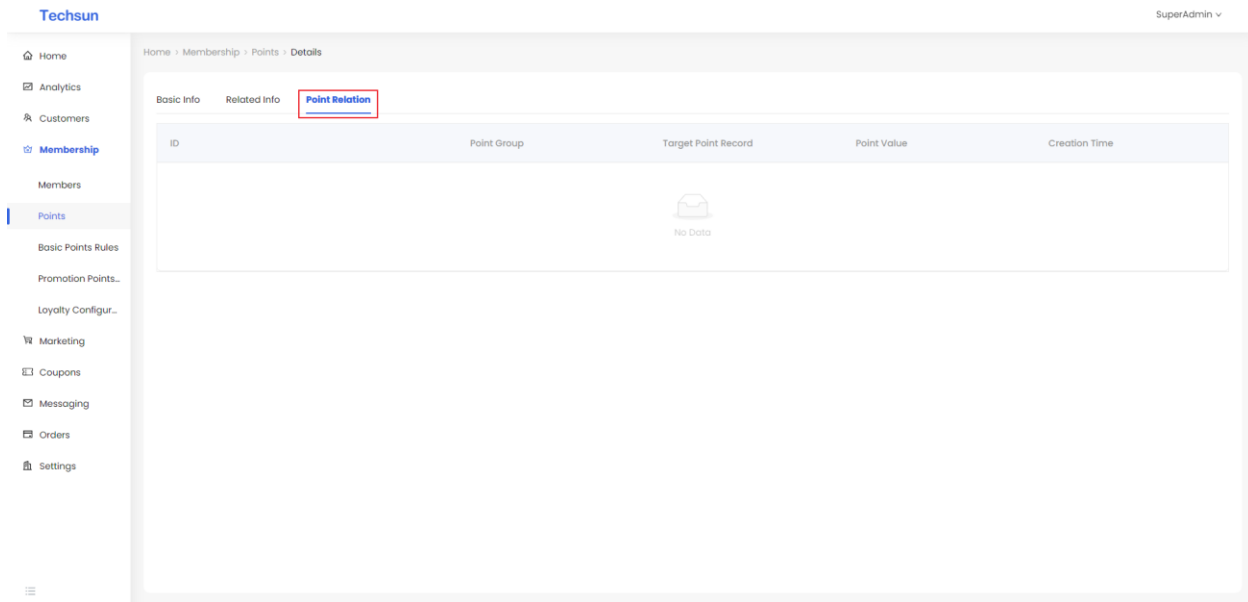 Techsun
SuperAdmin
Home
Analytics
Customers
Membership
Members
Points
Basic Points Rules
Promotion Points...
Loyalty Configur...
Marketing
Coupons
Messaging
Orders
Settings
Home > Membership > Points > Details
Basic Info Related Info Point Relation
ID Point Group Target Point Record Point Value Creation Time
No Data